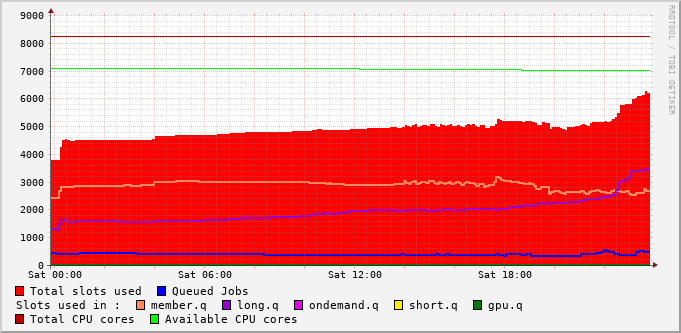 9000
8000
7000
6000
5000
4000
3000
2000
1000
0
Sat 00:00 Sat 06:00 Sat 12:00 Sat 18:00
Total slots used Queued Jobs
Slots used in : member.q long.q ondemand.q short.q gpu.q
Total CPU cores Available CPU cores
RRDTOOL / TOBI OETIKER